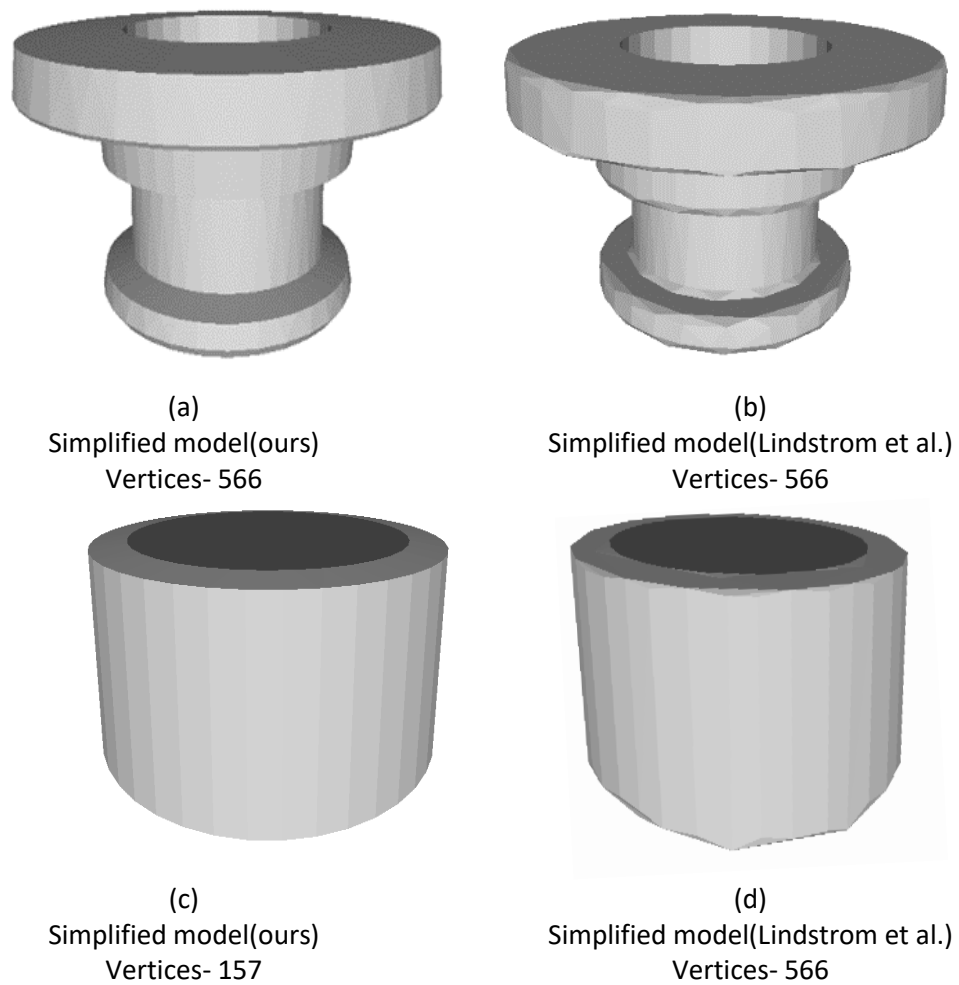 (a)
Simplified model(ours)
Vertices- 566
(b)
Simplified model(Lindstrom et al.)
Vertices- 566
(c)
Simplified model(ours)
Vertices- 157
(d)
Simplified model(Lindstrom et al.)
Vertices- 566